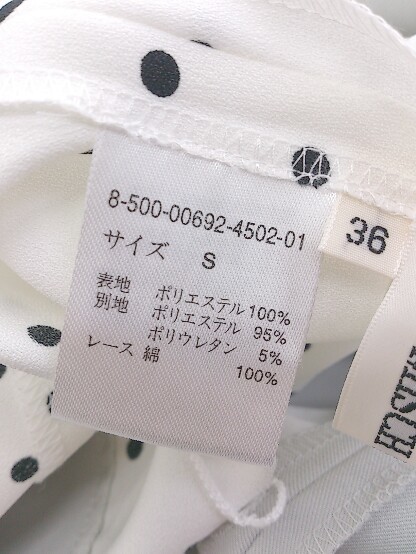 8-500-00692-4502-01
サイズ S
表地 ポリエステル100%
別地 ポリエステル 95%
ポリウレタン 5%
レース 綿 100%
36